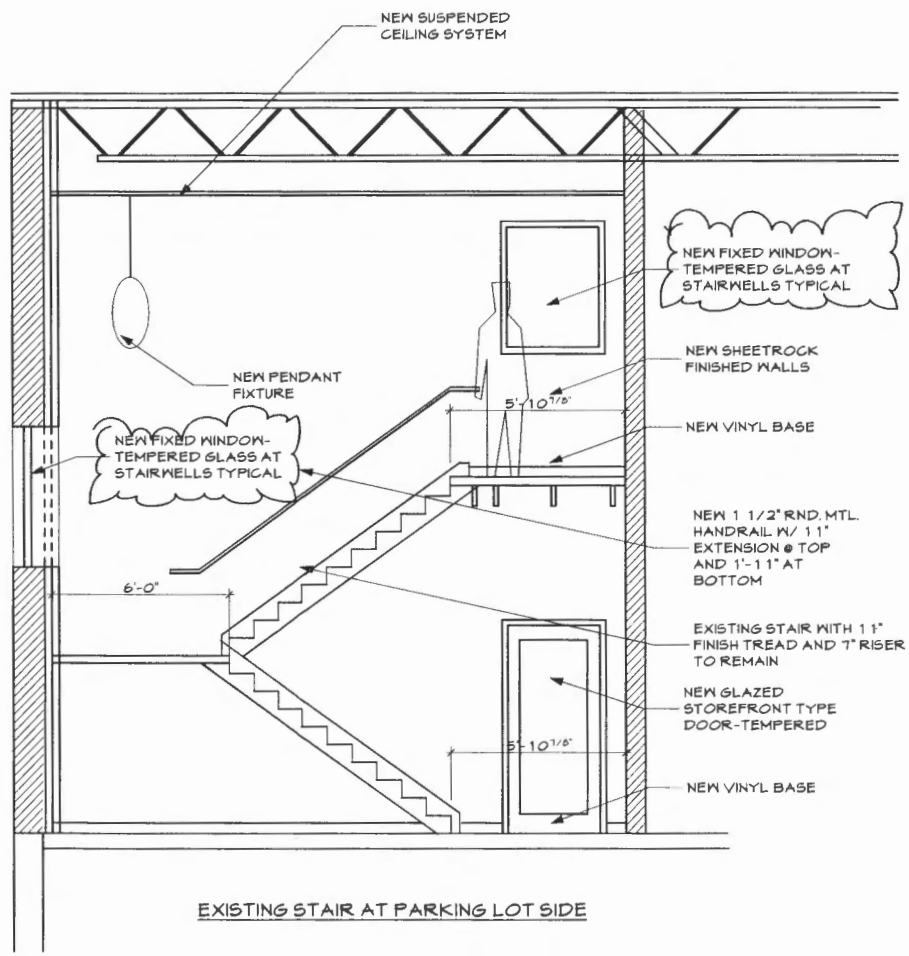 NEW SUSPENDED
CEILING SYSTEM
NEW FIXED WINDOW-
TEMPERED GLASS AT
STAIRWELLS TYPICAL
NEW SHEETROCK
FINISHED WALLS
NEW PENDANT
FIXTURE
5'-10 7/8"
NEW VINYL BASE
NEW FIXED WINDOW-
TEMPERED GLASS AT
STAIRWELLS TYPICAL
NEW 1 1/2" RND. MTL.
HANDRAIL W/ 11"
EXTENSION @ TOP
AND 1'-11" AT
BOTTOM
6'-0"
EXISTING STAIR WITH 11"
FINISH TREAD AND 7" RISER
TO REMAIN
NEW GLAZED
STOREFRONT TYPE
DOOR-TEMPERED
5'-10 7/8"
NEW VINYL BASE
EXISTING STAIR AT PARKING LOT SIDE